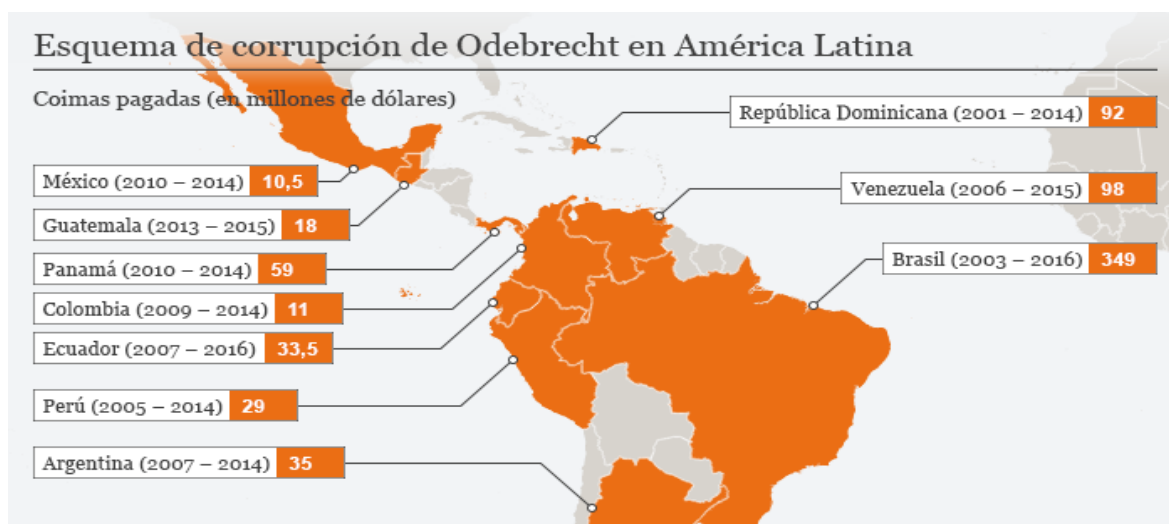 Esquema de corrupción de Odebrecht en América Latina
Coimas pagadas (en millones de dólares)
República Dominicana (2001 – 2014) 92
México (2010 – 2014) 10,5
Venezuela (2006 – 2015) 98
Guatemala (2013 – 2015) 18
Panamá (2010 – 2014) 59
Brasil (2003 – 2016) 349
Colombia (2009 – 2014) 11
Ecuador (2007 – 2016) 33,5
Perú (2005 – 2014) 29
Argentina (2007 – 2014) 35